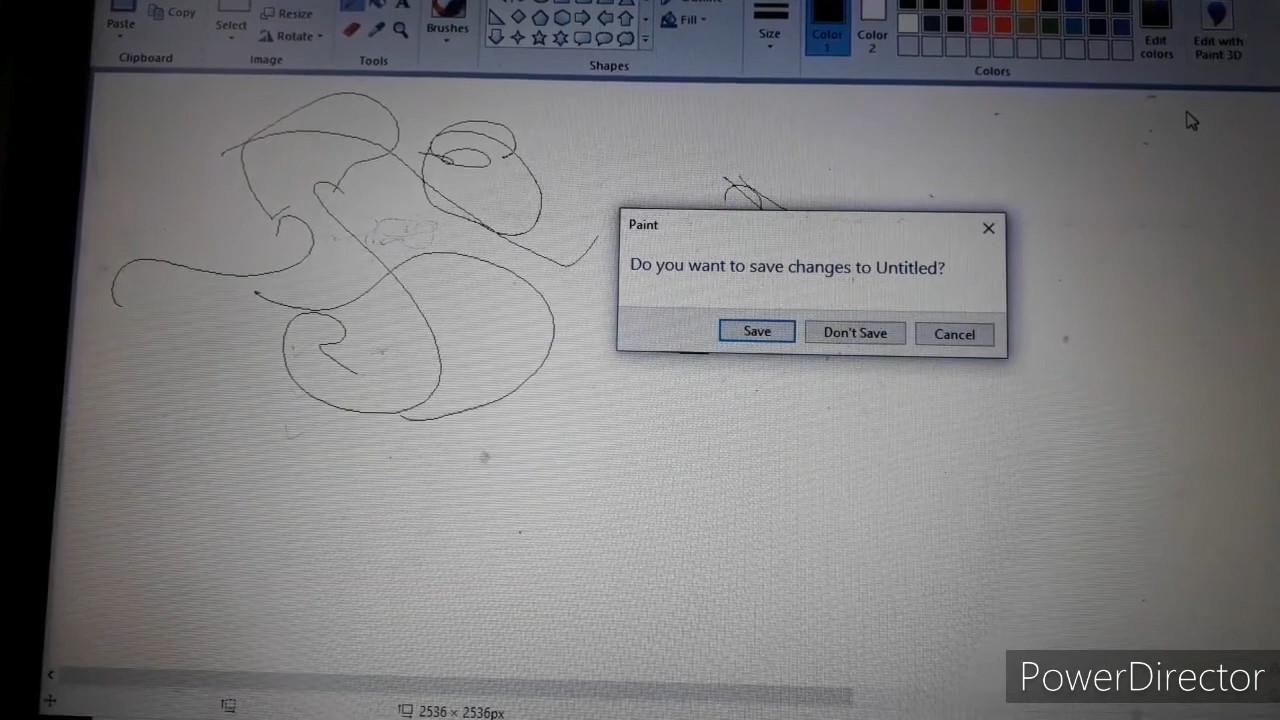 Paste
Copy
Clipboard
Select
Resize
Rotate
Image
Tools
Brushes
Shapes
Fill
Size
Color 1
Color 2
Colors
Edit colors
Edit with Paint 3D
Paint
Do you want to save changes to Untitled?
Save
Don't Save
Cancel
2536 × 2536px
PowerDirector